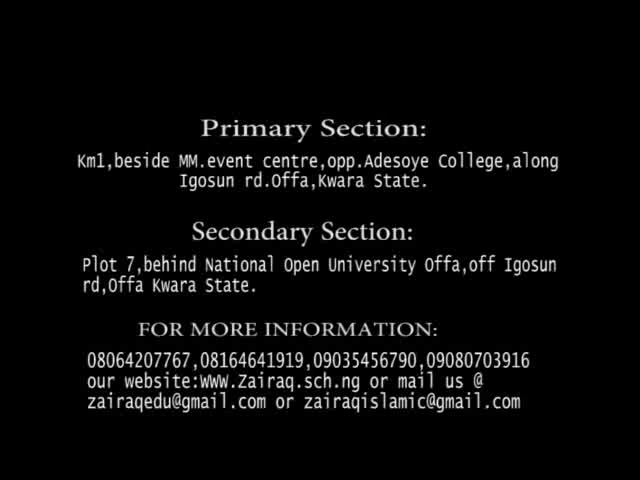 Primary Section:
Km1,beside MM.event centre,opp.Adesoye College,along
Igosun rd.Offa,Kwara State.
Secondary Section:
Plot 7,behind National Open University Offa,off Igosun
rd,Offa Kwara State.
FOR MORE INFORMATION:
08064207767,08164641919,09035456790,09080703916
our website:WWW.Zairaq.sch.ng or mail us @
zairaqedu@gmail.com or zairaqislamic@gmail.com